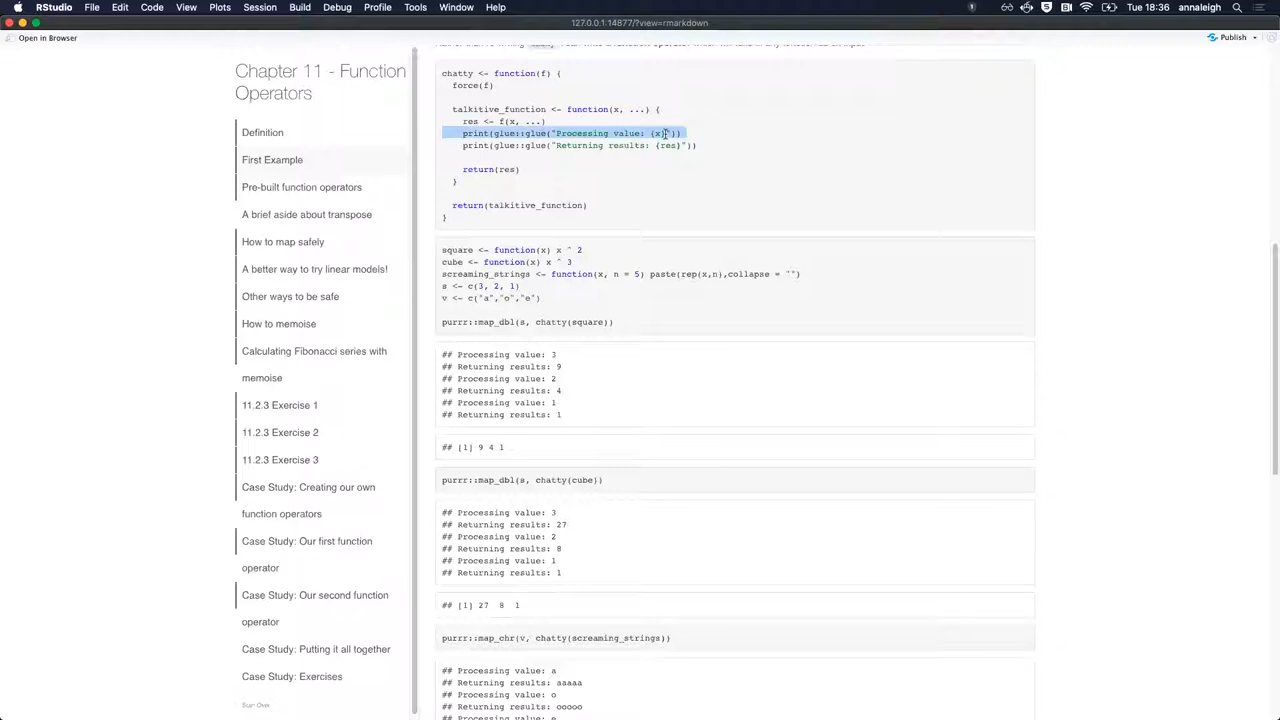 RStudio File Edit Code View Plots Session Build Debug Profile Tools Window Help Tue 18:36 annaleigh
127.0.0.1:14877/?view=rmarkdown
Open in Browser
Publish
Chapter 11 - Function
Operators
Definition
First Example
Pre-built function operators
A brief aside about transpose
How to map safely
A better way to try linear models!
Other ways to be safe
How to memoise
Calculating Fibonacci series with
memoise
11.2.3 Exercise 1
11.2.3 Exercise 2
11.2.3 Exercise 3
Case Study: Creating our own
function operators
Case Study: Our first function
operator
Case Study: Our second function
operator
Case Study: Putting it all together
Case Study: Exercises
Start Over
chatty <- function(f) {
force(f)
talkitive_function <- function(x, ...) {
res <- f(x, ...)
print(glue::glue("Processing value: {x}"))
print(glue::glue("Returning results: {res}"))
return(res)
}
return(talkitive_function)
}
square <- function(x) x ^ 2
cube <- function(x) x ^ 3
screaming_strings <- function(x, n = 5) paste(rep(x,n),collapse = "")
s <- c(3, 2, 1)
v <- c("a","o","e")
purrr::map_dbl(s, chatty(square))
## Processing value: 3
## Returning results: 9
## Processing value: 2
## Returning results: 4
## Processing value: 1
## Returning results: 1
## [1] 9 4 1
purrr::map_dbl(s, chatty(cube))
## Processing value: 3
## Returning results: 27
## Processing value: 2
## Returning results: 8
## Processing value: 1
## Returning results: 1
## [1] 27 8 1
purrr::map_chr(v, chatty(screaming_strings))
## Processing value: a
## Returning results: aaaaa
## Processing value: o
## Returning results: ooooo
## Processing value: e